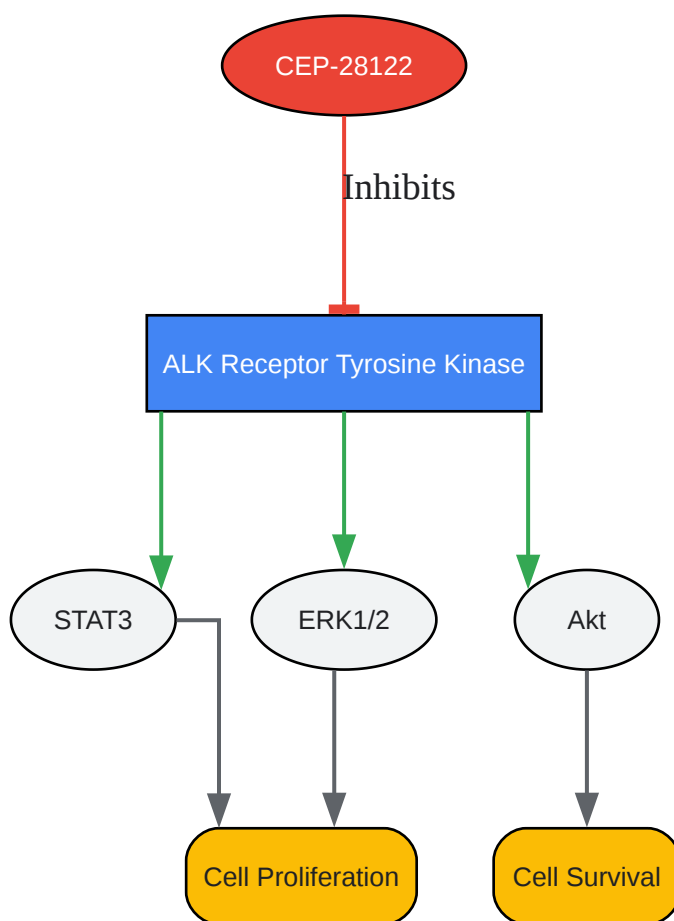 CEP-28122
Inhibits
ALK Receptor Tyrosine Kinase
STAT3
ERK1/2
Akt
Cell Proliferation
Cell Survival